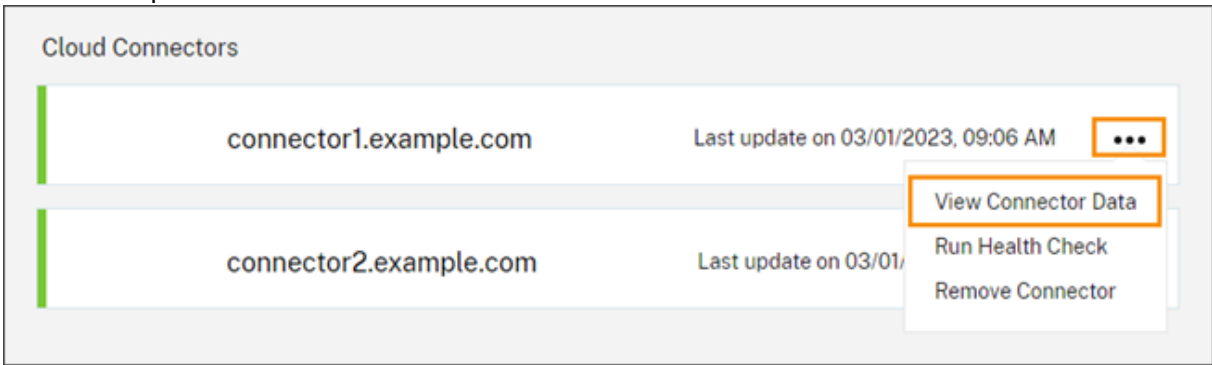 Cloud Connectors
connector1.example.com Last update on 03/01/2023, 09:06 AM •••
View Connector Data
connector2.example.com Last update on 03/01/
Run Health Check
Remove Connector